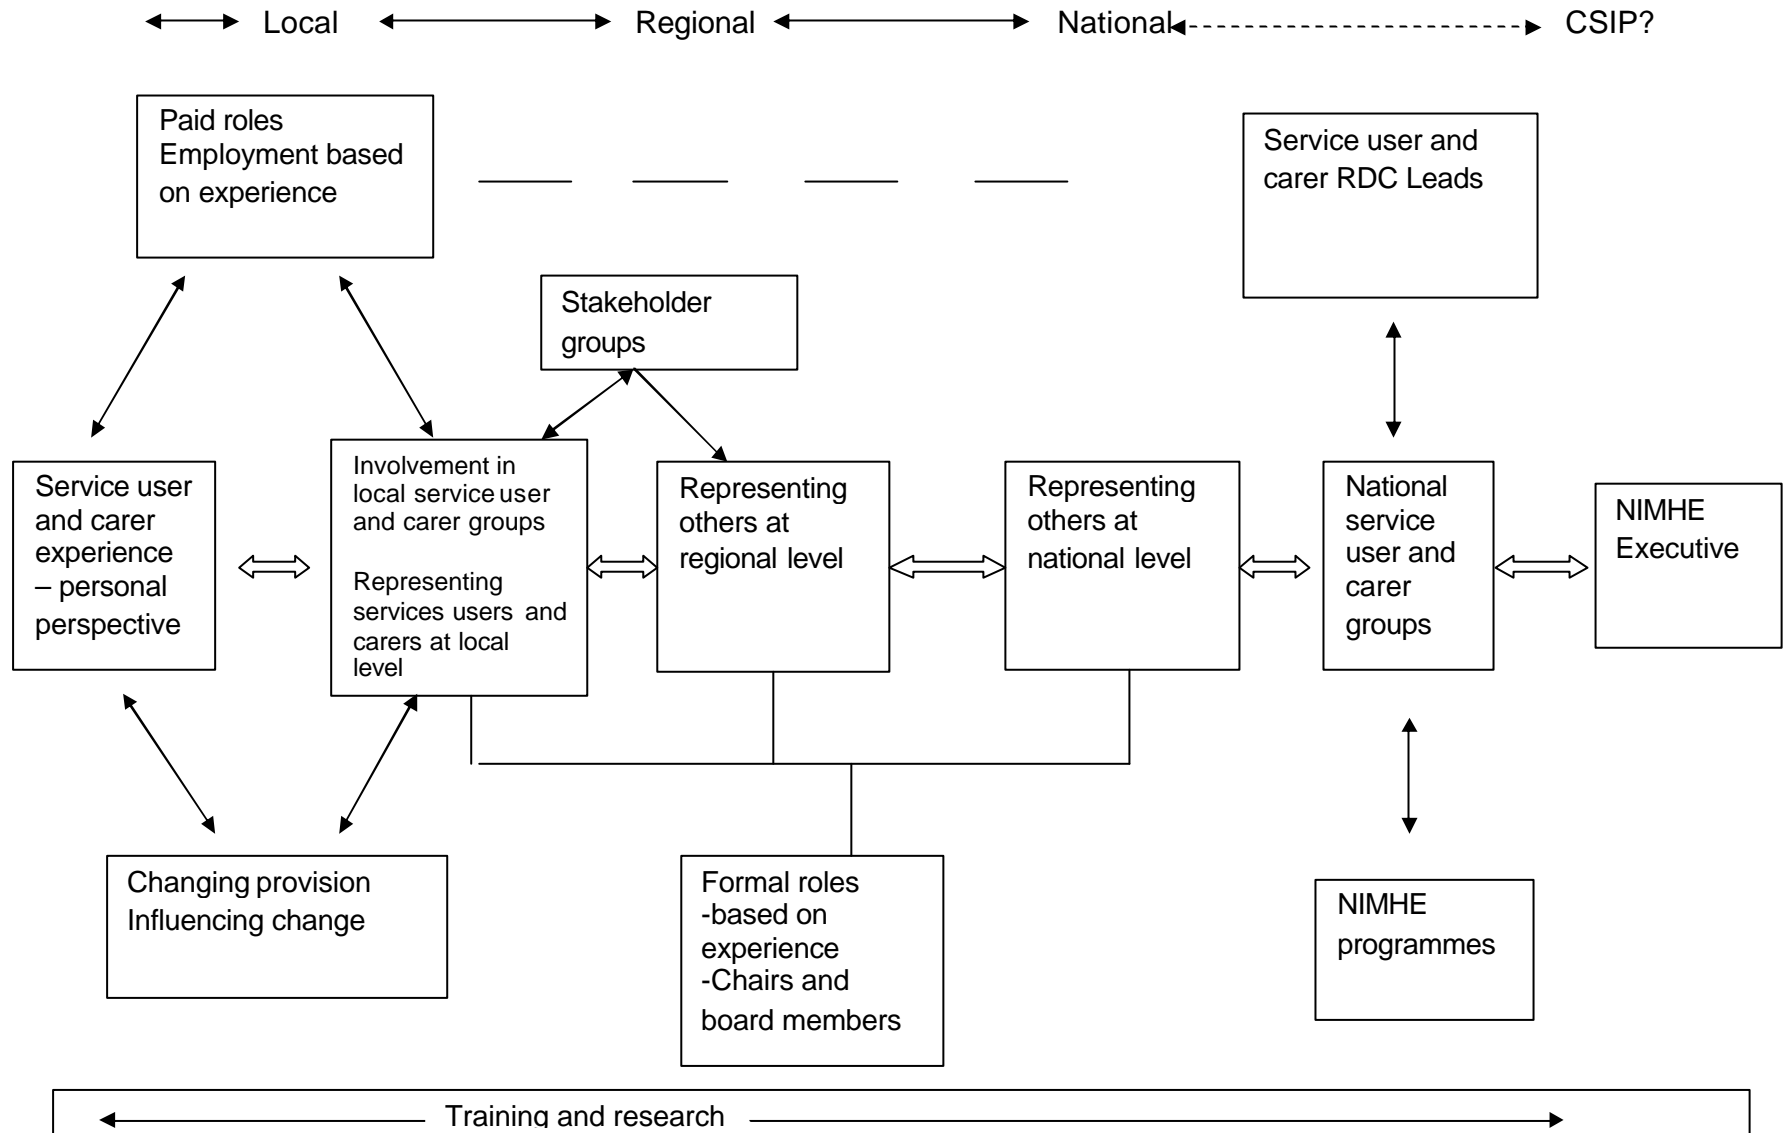 Local Regional National CSIP?
Paid roles
Employment based
on experience
Service user and
carer RDC Leads
Stakeholder
groups
Service user
and carer
experience
– personal
perspective
Involvement in
local service user
and carer groups
Representing
services users and
carers at local
level
Representing
others at
regional level
Representing
others at
national level
National
service
user and
carer
groups
NIMHE
Executive
Changing provision
Influencing change
Formal roles
-based on
experience
-Chairs and
board members
NIMHE
programmes
Training and research